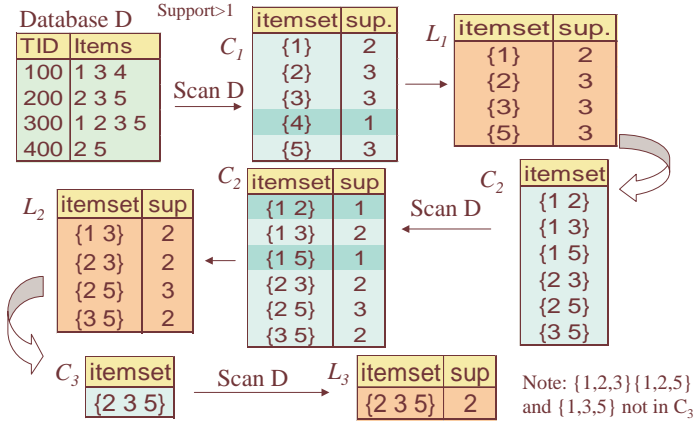 Database D
Support>1
TID Items
100 1 3 4
200 2 3 5
300 1 2 3 5
400 2 5
Scan D
C1
itemset sup.
{1} 2
{2} 3
{3} 3
{4} 1
{5} 3
L1
itemset sup.
{1} 2
{2} 3
{3} 3
{5} 3
C2
itemset
{1 2}
{1 3}
{1 5}
{2 3}
{2 5}
{3 5}
Scan D
C2
itemset sup
{1 2} 1
{1 3} 2
{1 5} 1
{2 3} 2
{2 5} 3
{3 5} 2
L2
itemset sup
{1 3} 2
{2 3} 2
{2 5} 3
{3 5} 2
C3
itemset
{2 3 5}
Scan D
L3
itemset sup
{2 3 5} 2
Note: {1,2,3}{1,2,5}
and {1,3,5} not in C3